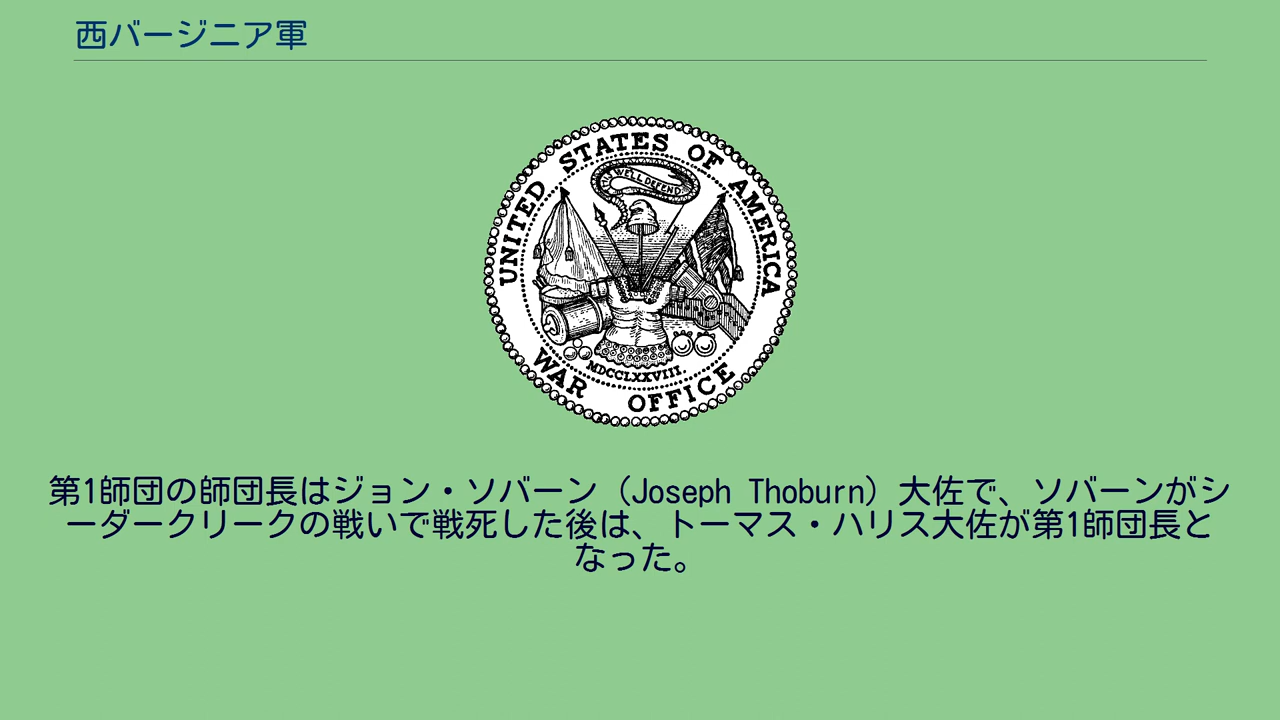 西バージニア軍
UNITED STATES OF AMERICA
THIS WE'LL DEFEND
MDCCLXXVIII
WAR OFFICE
第1師団の師団長はジョン・ソバーン（Joseph Thoburn）大佐で、ソバーンがシ
ーダークリークの戦いで戦死した後は、トーマス・ハリス大佐が第1師団長と
なった。